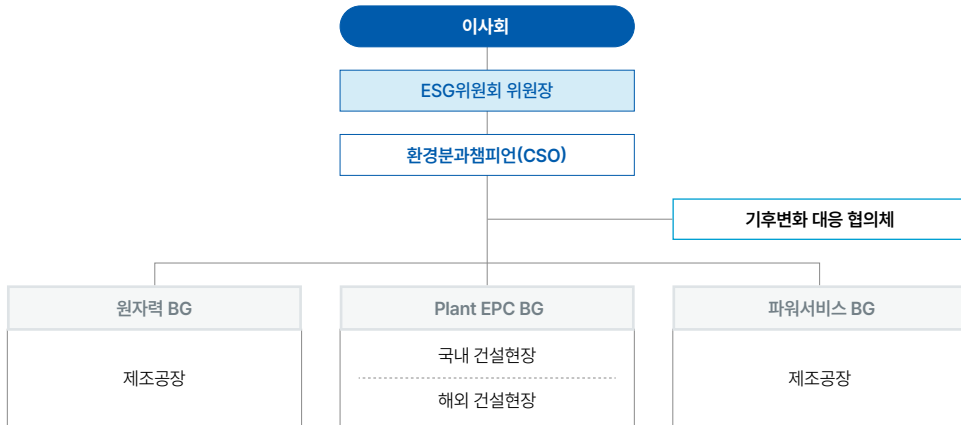 이사회
ESG위원회 위원장
환경분과챔피언(CSO)
기후변화 대응 협의체
원자력 BG
Plant EPC BG
파워서비스 BG
제조공장
국내 건설현장
해외 건설현장
제조공장